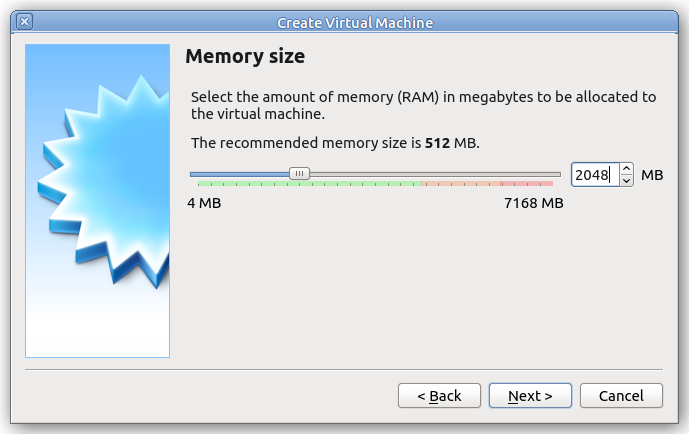 Create Virtual Machine
Memory size
Select the amount of memory (RAM) in megabytes to be allocated to
the virtual machine.
The recommended memory size is 512 MB.
2048 MB
4 MB 7168 MB
< Back Next > Cancel